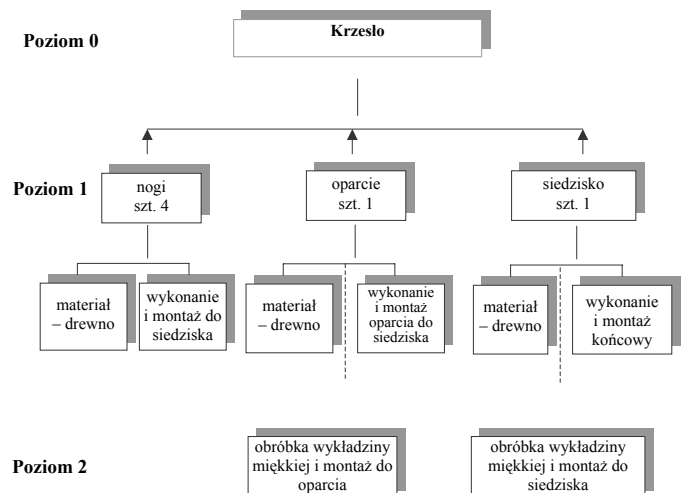 Krzesło
Poziom 0
Poziom 1
nogi
szt. 4
oparcie
szt. 1
siedzisko
szt. 1
materiał
– drewno
wykonanie
i montaż do
siedziska
materiał
– drewno
wykonanie
i montaż
oparcia do
siedziska
materiał
– drewno
wykonanie
i montaż
końcowy
Poziom 2
obróbka wykładziny
miękkiej i montaż do
oparcia
obróbka wykładziny
miękkiej i montaż do
siedziska